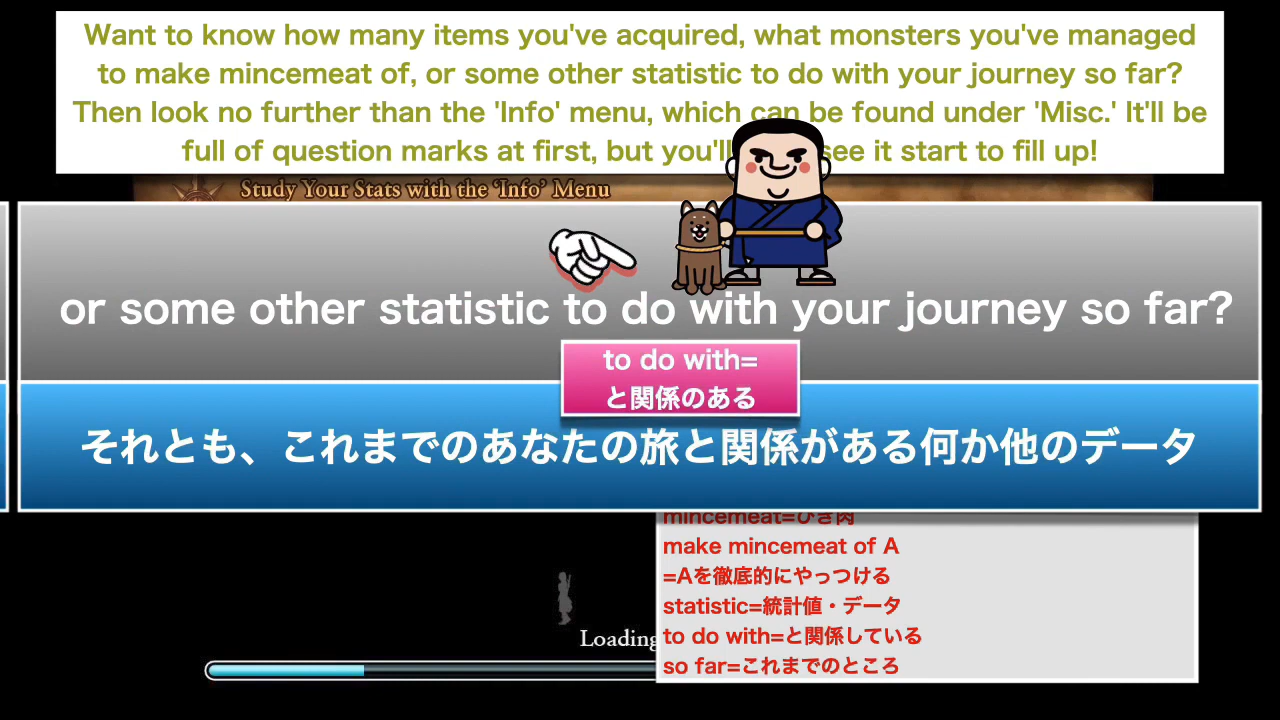 Want to know how many items you've acquired, what monsters you've managed
to make mincemeat of, or some other statistic to do with your journey so far?
Then look no further than the 'Info' menu, which can be found under 'Misc.' It'll be
full of question marks at first, but you'll see it start to fill up!
Study Your Stats with the 'Info' Menu
or some other statistic to do with your journey so far?
to do with=
と関係のある
それとも、これまでのあなたの旅と関係がある何か他のデータ
mincemeat=ひき肉
make mincemeat of A
=Aを徹底的にやっつける
statistic=統計値・データ
Loading
to do with=と関係している
so far=これまでのところ